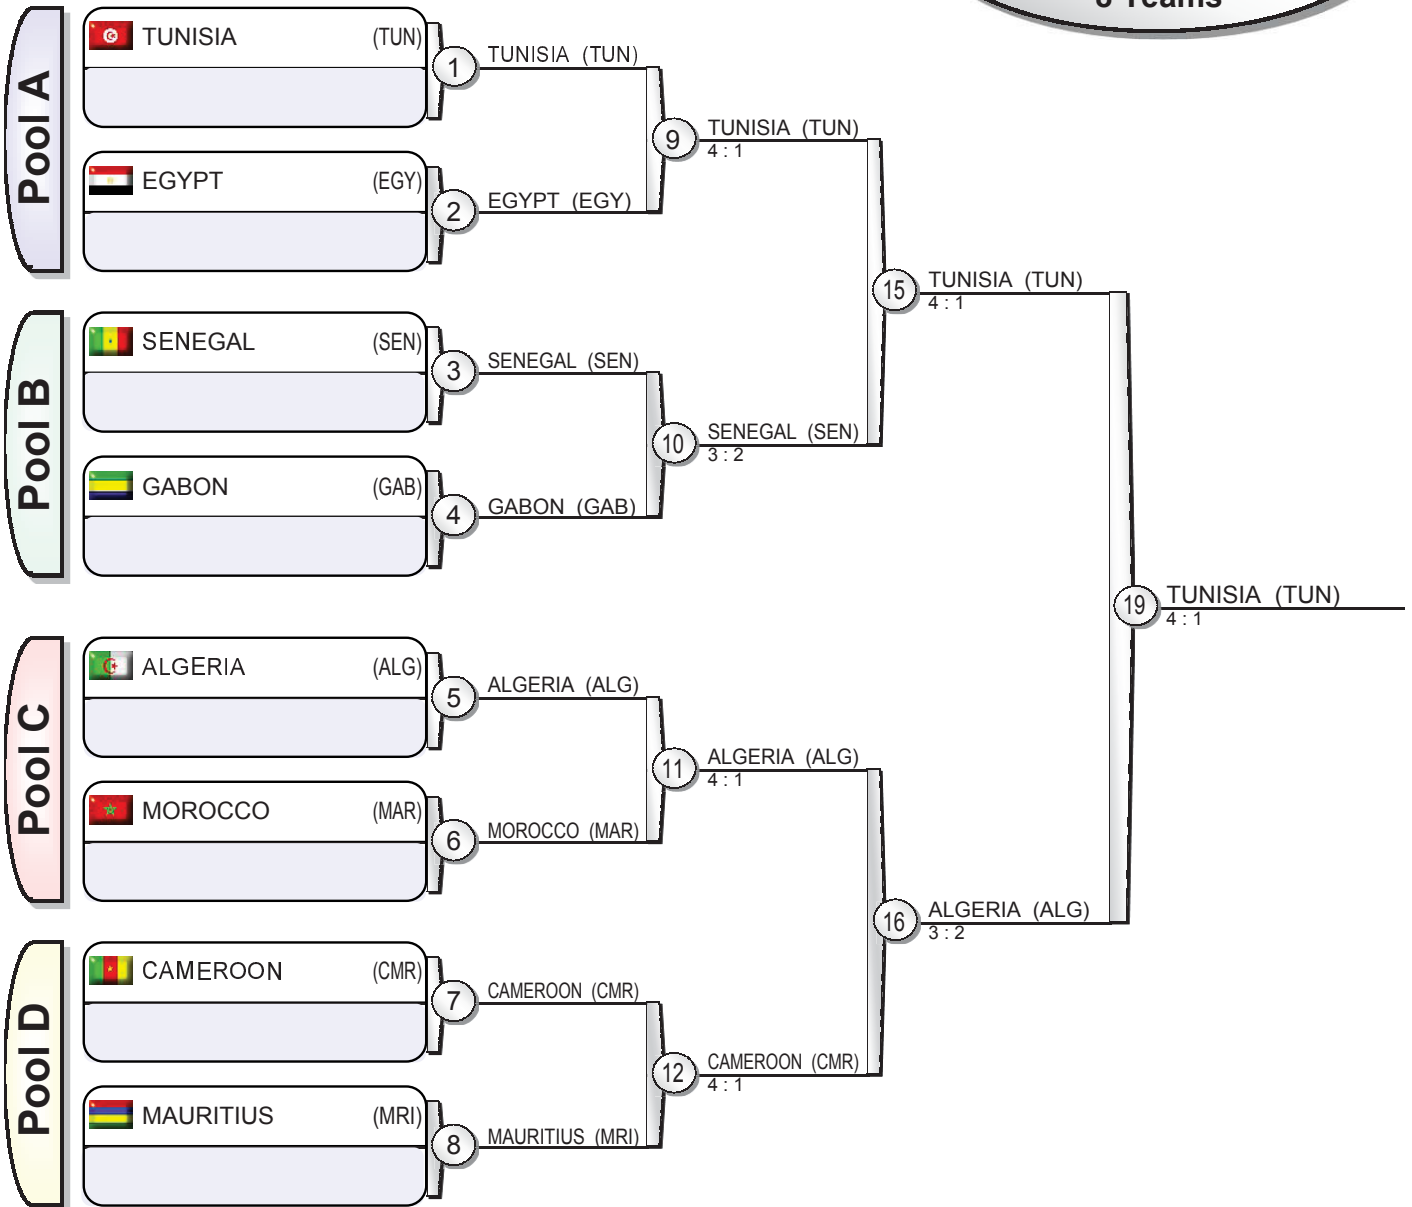 8 Teams
Pool A
TUNISIA (TUN)
1
TUNISIA (TUN)
EGYPT (EGY)
2
EGYPT (EGY)
9
TUNISIA (TUN)
4 : 1
Pool B
SENEGAL (SEN)
3
SENEGAL (SEN)
GABON (GAB)
4
GABON (GAB)
10
SENEGAL (SEN)
3 : 2
15
TUNISIA (TUN)
4 : 1
Pool C
ALGERIA (ALG)
5
ALGERIA (ALG)
MOROCCO (MAR)
6
MOROCCO (MAR)
11
ALGERIA (ALG)
4 : 1
Pool D
CAMEROON (CMR)
7
CAMEROON (CMR)
MAURITIUS (MRI)
8
MAURITIUS (MRI)
12
CAMEROON (CMR)
4 : 1
16
ALGERIA (ALG)
3 : 2
19
TUNISIA (TUN)
4 : 1